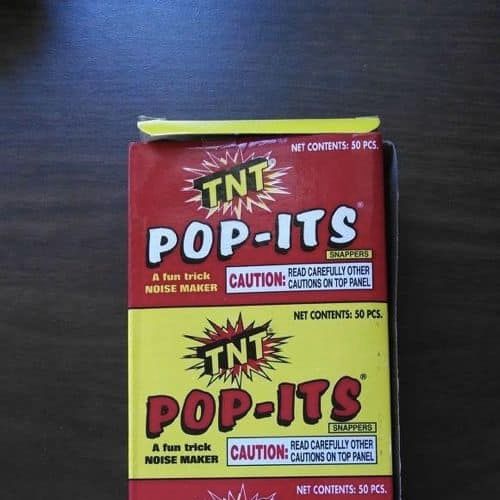 NET CONTENTS: 50 PCS.
TNT®
POP-ITS®
SNAPPERS
A fun trick
NOISE MAKER
CAUTION: READ CAREFULLY OTHER
CAUTIONS ON TOP PANEL
NET CONTENTS: 50 PCS.
TNT®
POP-ITS®
SNAPPERS
A fun trick
NOISE MAKER
CAUTION: READ CAREFULLY OTHER
CAUTIONS ON TOP PANEL
NET CONTENTS: 50 PCS.